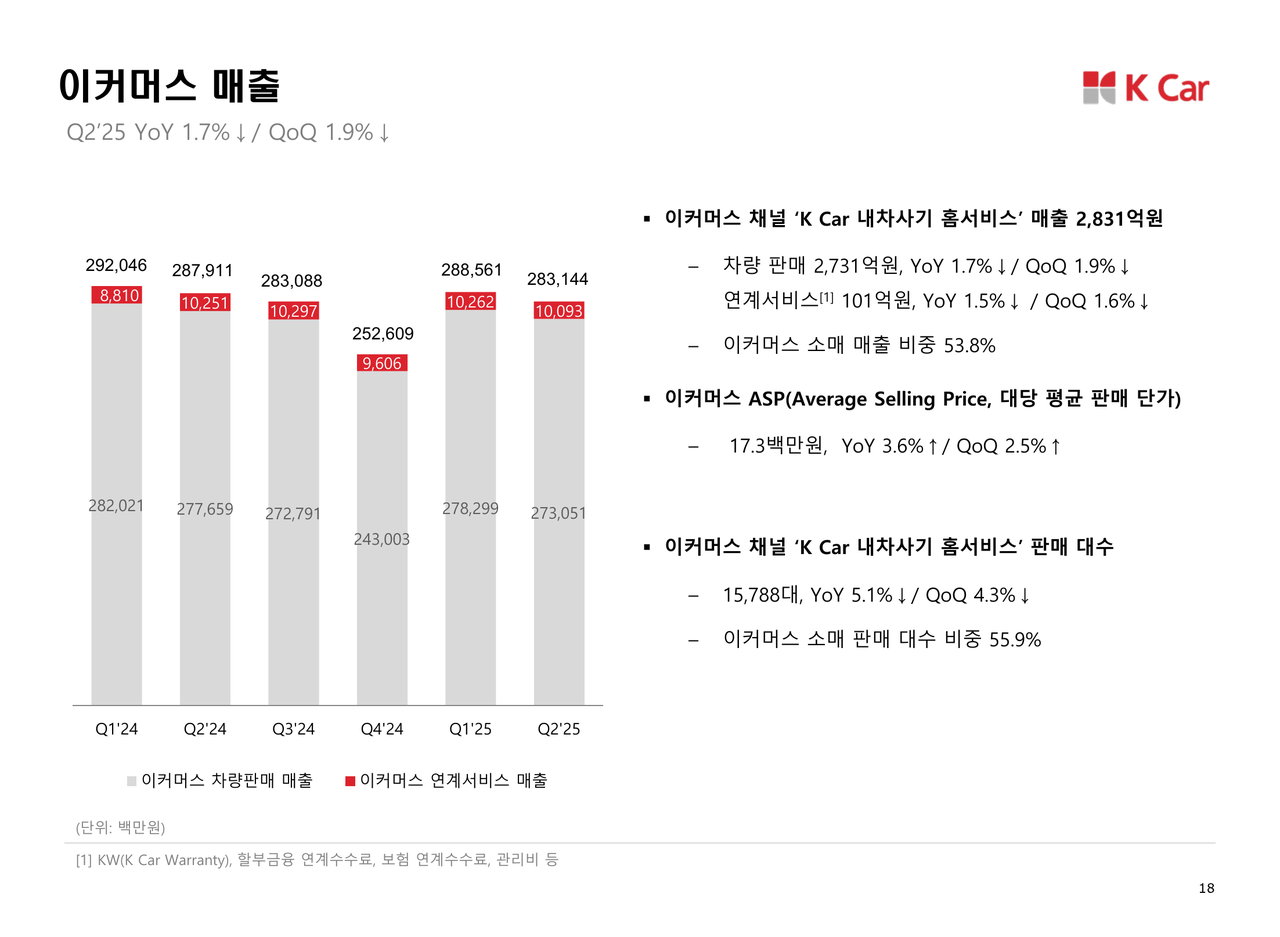 이커머스 매출
K Car
Q2’25 YoY 1.7%↓/ QoQ 1.9%↓
292,046
287,911
283,088
252,609
288,561
283,144
8,810
10,251
10,297
9,606
10,262
10,093
282,021
277,659
272,791
243,003
278,299
273,051
Q1'24
Q2'24
Q3'24
Q4'24
Q1'25
Q2'25
이커머스 차량판매 매출
이커머스 연계서비스 매출
▪ 이커머스 채널 ‘K Car 내차사기 홈서비스’ 매출 2,831억원
– 차량 판매 2,731억원, YoY 1.7%↓/ QoQ 1.9%↓
연계서비스[1] 101억원, YoY 1.5%↓ / QoQ 1.6%↓
– 이커머스 소매 매출 비중 53.8%
▪ 이커머스 ASP(Average Selling Price, 대당 평균 판매 단가)
– 17.3백만원, YoY 3.6%↑/ QoQ 2.5%↑
▪ 이커머스 채널 ‘K Car 내차사기 홈서비스’ 판매 대수
– 15,788대, YoY 5.1%↓/ QoQ 4.3%↓
– 이커머스 소매 판매 대수 비중 55.9%
(단위: 백만원)
[1] KW(K Car Warranty), 할부금융 연계수수료, 보험 연계수수료, 관리비 등
18